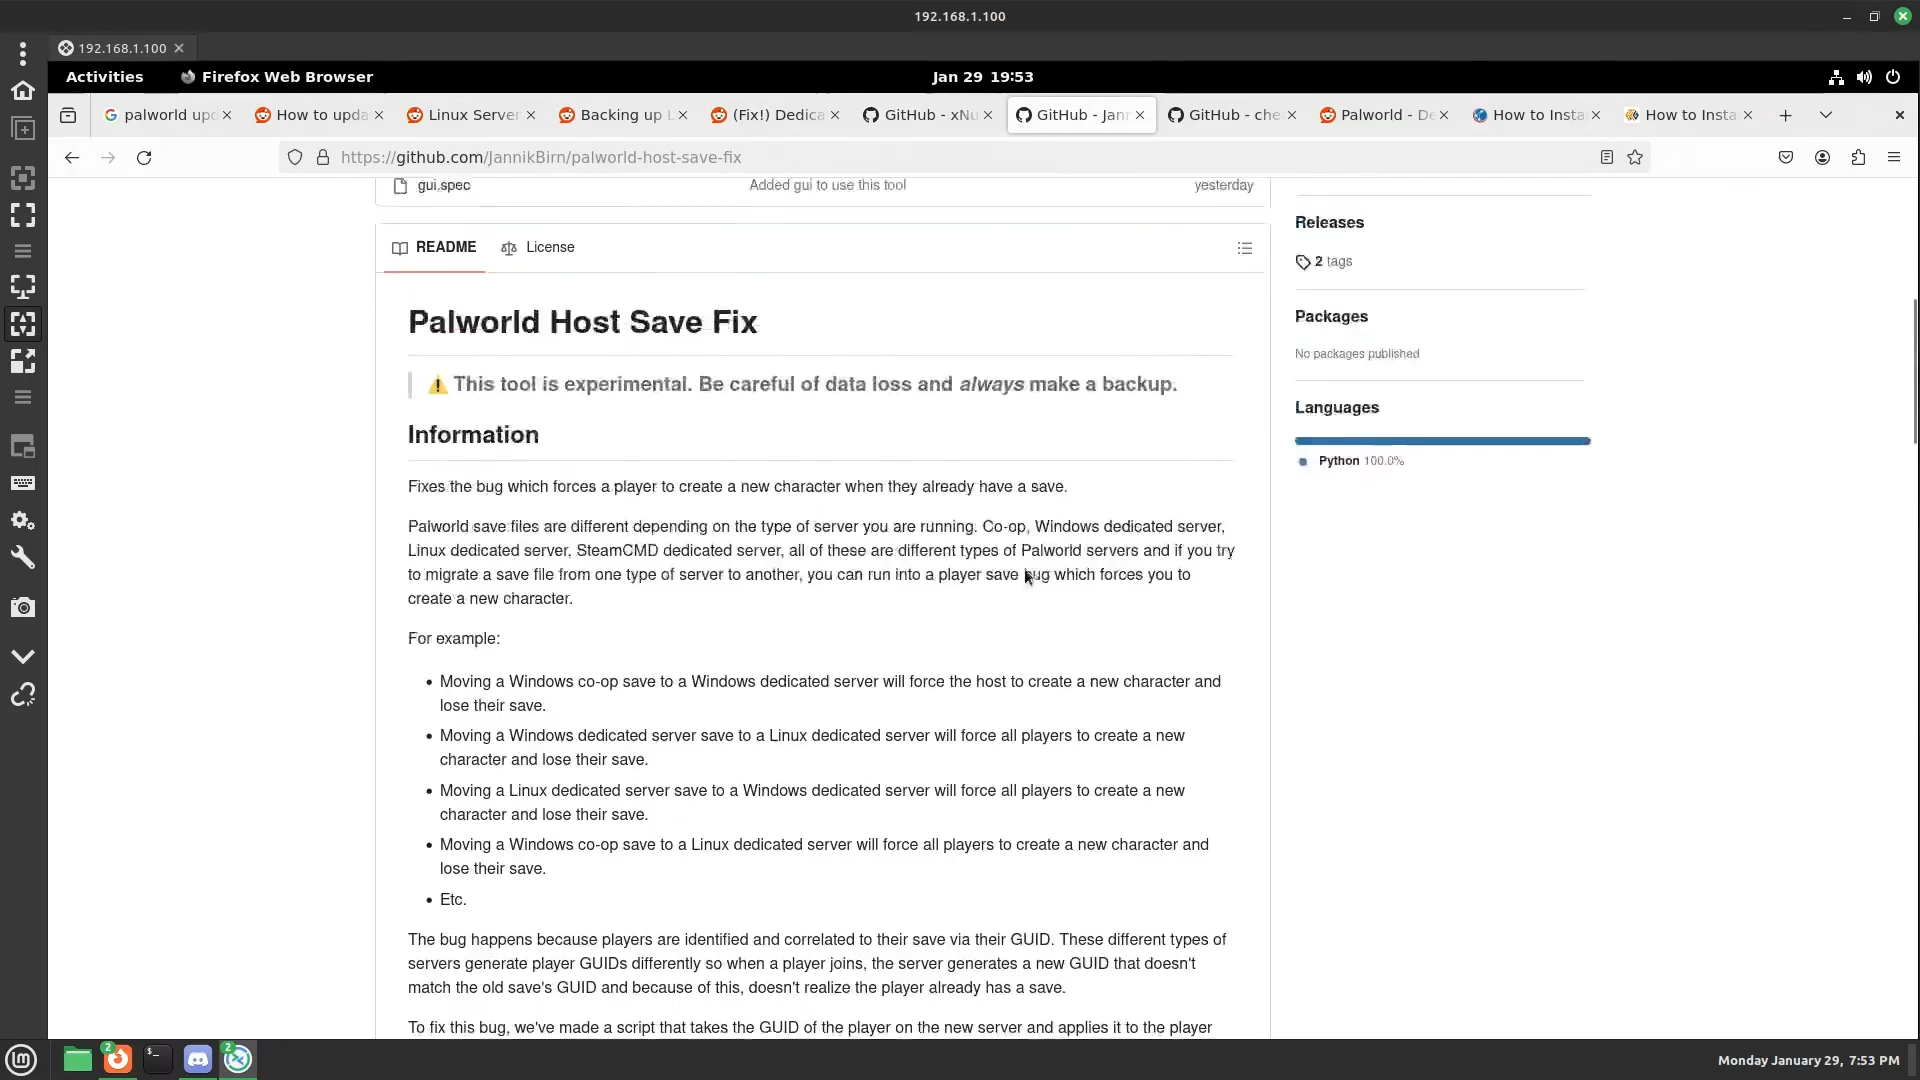 192.168.1.100
192.168.1.100
Activities
Firefox Web Browser
Jan 29 19:53
palworld upd
How to upda
Linux Server
Backing up L
(Fix!) Dedica
GitHub - xNu
GitHub - Jann
GitHub - che
Palworld - De
How to Insta
How to Insta
https://github.com/JannikBirn/palworld-host-save-fix
gui.spec
Added gui to use this tool
yesterday
README
License
Palworld Host Save Fix
⚠️ This tool is experimental. Be careful of data loss and always make a backup.
Information
Fixes the bug which forces a player to create a new character when they already have a save.
Palworld save files are different depending on the type of server you are running. Co-op, Windows dedicated server,
Linux dedicated server, SteamCMD dedicated server, all of these are different types of Palworld servers and if you try
to migrate a save file from one type of server to another, you can run into a player save bug which forces you to
create a new character.
For example:
• Moving a Windows co-op save to a Windows dedicated server will force the host to create a new character and
lose their save.
• Moving a Windows dedicated server save to a Linux dedicated server will force all players to create a new
character and lose their save.
• Moving a Linux dedicated server save to a Windows dedicated server will force all players to create a new
character and lose their save.
• Moving a Windows co-op save to a Linux dedicated server will force all players to create a new character and
lose their save.
• Etc.
The bug happens because players are identified and correlated to their save via their GUID. These different types of
servers generate player GUIDs differently so when a player joins, the server generates a new GUID that doesn't
match the old save's GUID and because of this, doesn't realize the player already has a save.
To fix this bug, we've made a script that takes the GUID of the player on the new server and applies it to the player
Releases
2 tags
Packages
No packages published
Languages
Python 100.0%
2
2
Monday January 29, 7:53 PM